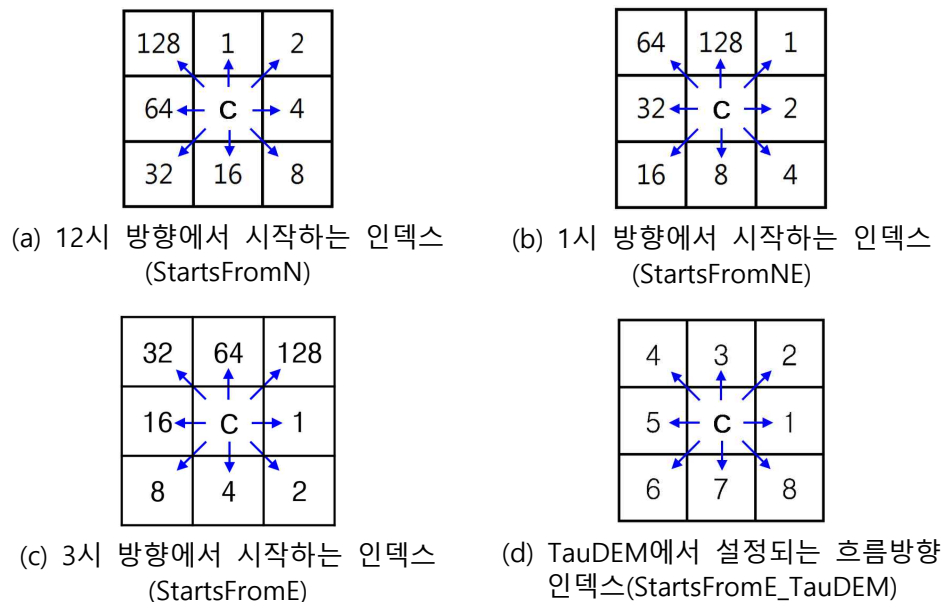 128 1 2
64 C 4
32 16 8
(a) 12시 방향에서 시작하는 인덱스
(StartsFromN)
64 128 1
32 C 2
16 8 4
(b) 1시 방향에서 시작하는 인덱스
(StartsFromNE)
32 64 128
16 C 1
8 4 2
(c) 3시 방향에서 시작하는 인덱스
(StartsFromE)
4 3 2
5 C 1
6 7 8
(d) TauDEM에서 설정되는 흐름방향
인덱스(StartsFromE_TauDEM)